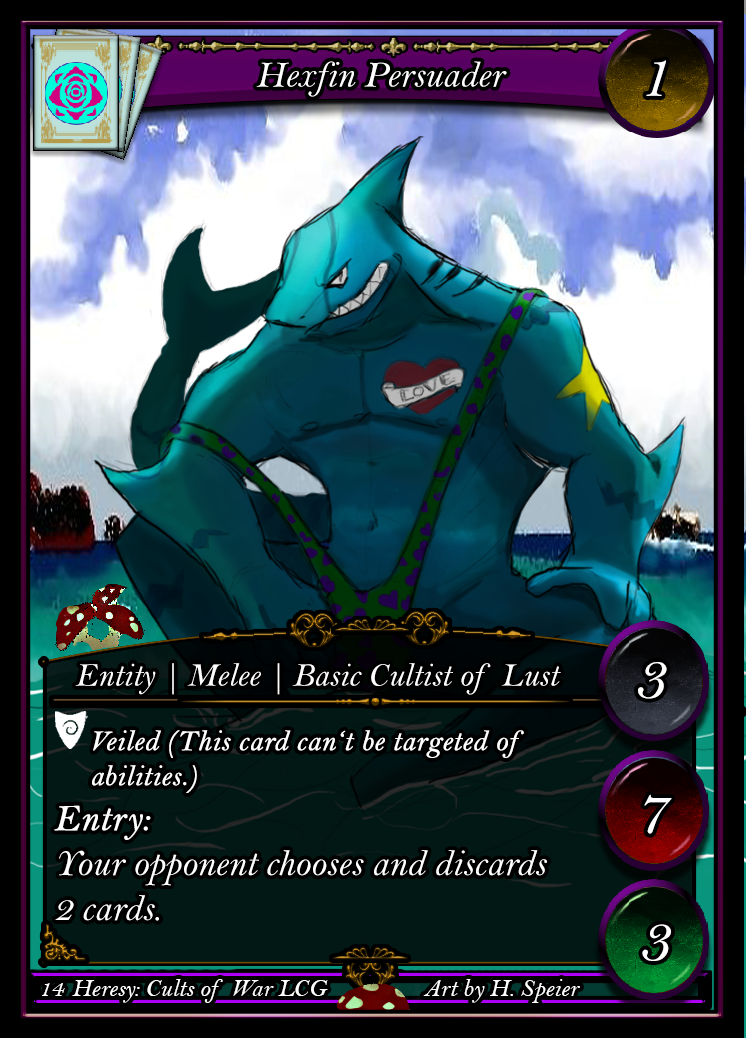 Hexfin Persuader
1
LOVE
Entity | Melee | Basic Cultist of Lust
3
Veiled (This card can‘t be targeted of
abilities.)
7
Entry:
Your opponent chooses and discards
2 cards.
3
14 Heresy: Cults of War LCG
Art by H. Speier